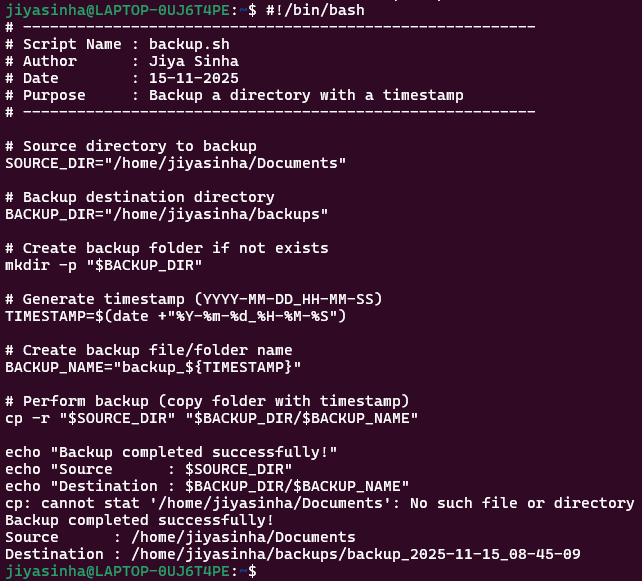 jiyasinha@LAPTOP-0UJ6T4PE:~$ #!/bin/bash
# ---------------------------------------------------------
# Script Name : backup.sh
# Author      : Jiya Sinha
# Date        : 15-11-2025
# Purpose     : Backup a directory with a timestamp
# ---------------------------------------------------------

# Source directory to backup
SOURCE_DIR="/home/jiyasinha/Documents"

# Backup destination directory
BACKUP_DIR="/home/jiyasinha/backups"

# Create backup folder if not exists
mkdir -p "$BACKUP_DIR"

# Generate timestamp (YYYY-MM-DD_HH-MM-SS)
TIMESTAMP=$(date +"%Y-%m-%d_%H-%M-%S")

# Create backup file/folder name
BACKUP_NAME="backup_${TIMESTAMP}"

# Perform backup (copy folder with timestamp)
cp -r "$SOURCE_DIR" "$BACKUP_DIR/$BACKUP_NAME"

echo "Backup completed successfully!"
echo "Source      : $SOURCE_DIR"
echo "Destination : $BACKUP_DIR/$BACKUP_NAME"
cp: cannot stat '/home/jiyasinha/Documents': No such file or directory
Backup completed successfully!
Source      : /home/jiyasinha/Documents
Destination : /home/jiyasinha/backups/backup_2025-11-15_08-45-09
jiyasinha@LAPTOP-0UJ6T4PE:~$